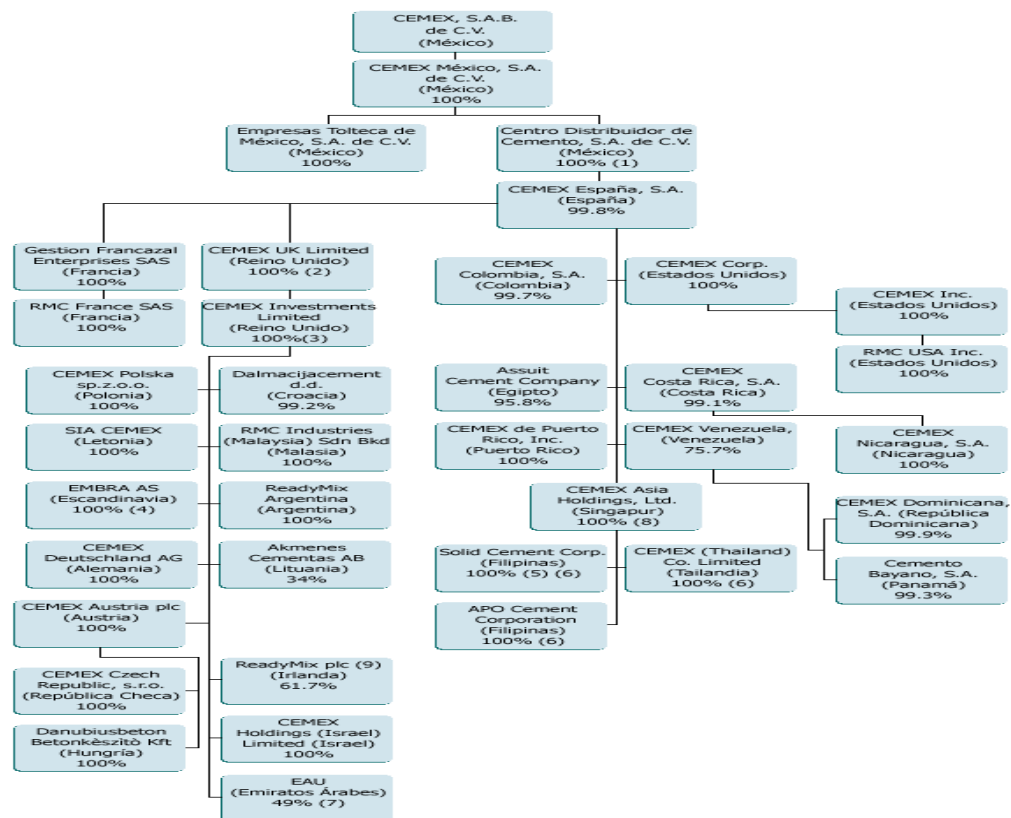 CEMEX, S.A.B.
de C.V.
(México)
CEMEX México, S.A.
de C.V.
(México)
100%
Empresas Tolteca de
México, S.A. de C.V.
(México)
100%
Centro Distribuidor de
Cemento, S.A. de C.V.
(México)
100% (1)
CEMEX España, S.A.
(España)
99.8%
Gestion Francazal
Enterprises SAS
(Francia)
100%
RMC France SAS
(Francia)
100%
CEMEX UK Limited
(Reino Unido)
100% (2)
CEMEX Investments
Limited
(Reino Unido)
100%(3)
CEMEX Polska
sp.z.o.o.
(Polonia)
100%
Dalmacijacement
d.d.
(Croacia)
99.2%
SIA CEMEX
(Letonia)
100%
RMC Industries
(Malaysia) Sdn Bkd
(Malasia)
100%
EMBRA AS
(Escandinavia)
100% (4)
ReadyMix
Argentina
(Argentina)
100%
CEMEX
Deutschland AG
(Alemania)
100%
Akmenes
Cementas AB
(Lituania)
34%
CEMEX Austria plc
(Austria)
100%
CEMEX Czech
Republic, s.r.o.
(República Checa)
100%
Danubiusbeton
Betonkèszìtò Kft
(Hungría)
100%
ReadyMix plc (9)
(Irlanda)
61.7%
CEMEX
Holdings (Israel)
Limited (Israel)
100%
EAU
(Emiratos Árabes)
49% (7)
CEMEX
Colombia, S.A.
(Colombia)
99.7%
CEMEX Corp.
(Estados Unidos)
100%
CEMEX Inc.
(Estados Unidos)
100%
RMC USA Inc.
(Estados Unidos)
100%
Assuit
Cement Company
(Egipto)
95.8%
CEMEX
Costa Rica, S.A.
(Costa Rica)
99.1%
CEMEX
Nicaragua, S.A.
(Nicaragua)
100%
CEMEX de Puerto
Rico, Inc.
(Puerto Rico)
100%
CEMEX Venezuela,
(Venezuela)
75.7%
CEMEX Dominicana,
S.A. (República
Dominicana)
99.9%
Cemento
Bayano, S.A.
(Panamá)
99.3%
CEMEX Asia
Holdings, Ltd.
(Singapur)
100% (8)
Solid Cement Corp.
(Filipinas)
100% (5) (6)
CEMEX (Thailand)
Co. Limited
(Tailandia)
100% (6)
APO Cement
Corporation
(Filipinas)
100% (6)